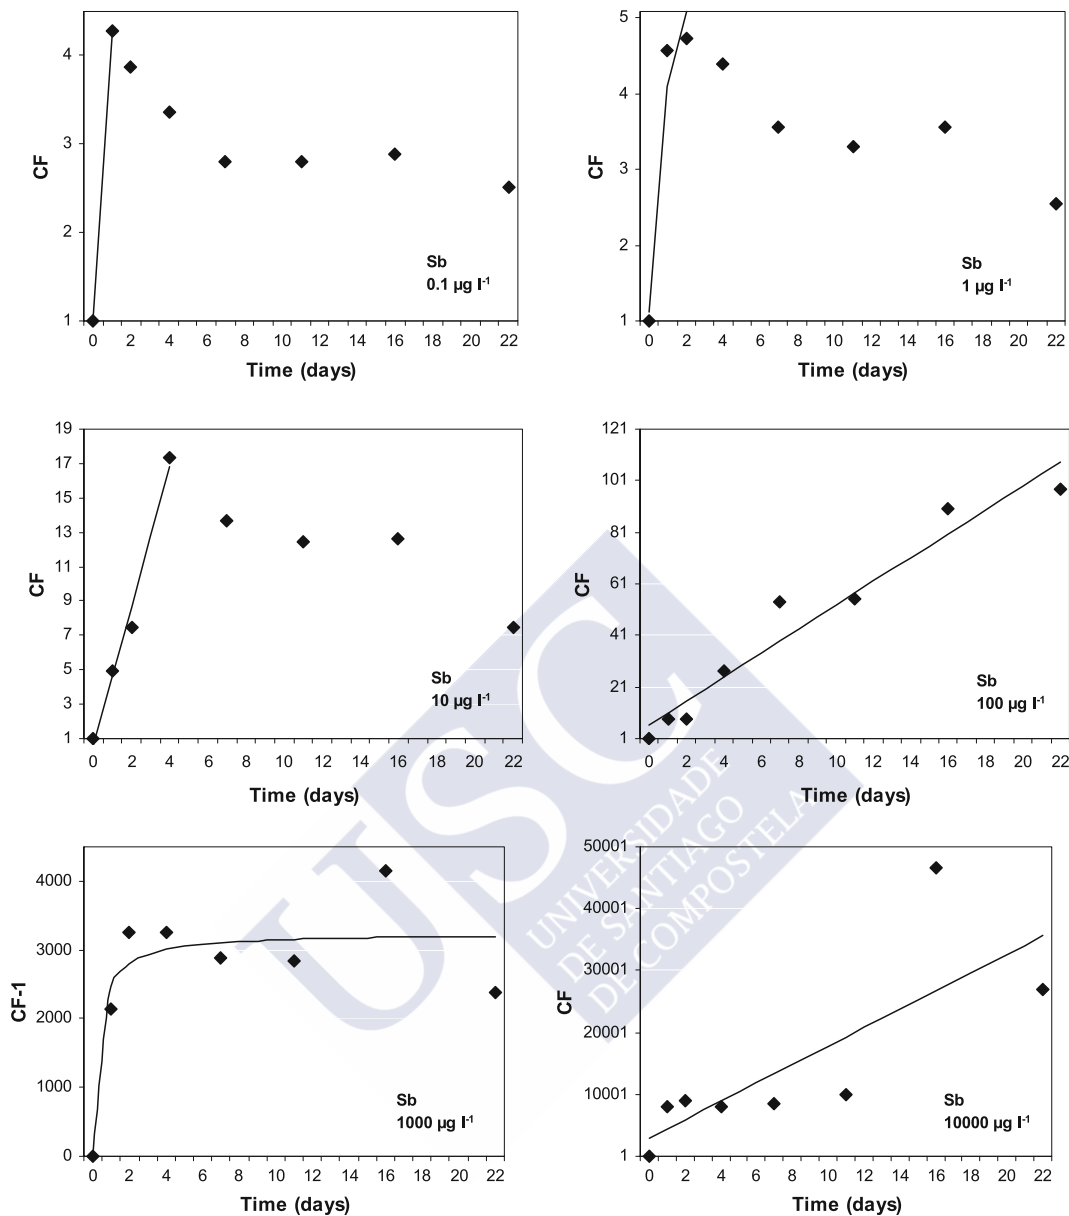 4
3
2
1
CF
Sb
0.1 µg l-1
0 2 4 6 8 10 12 14 16 18 20 22
Time (days)
5
4
3
2
1
CF
Sb
1 µg l-1
0 2 4 6 8 10 12 14 16 18 20 22
Time (days)
19
17
15
13
11
9
7
5
3
1
CF
Sb
10 µg l-1
0 2 4 6 8 10 12 14 16 18 20 22
Time (days)
121
101
81
61
41
21
1
CF
Sb
100 µg l-1
0 2 4 6 8 10 12 14 16 18 20 22
Time (days)
4000
3000
2000
1000
0
CF-1
Sb
1000 µg l-1
0 2 4 6 8 10 12 14 16 18 20 22
Time (days)
50001
40001
30001
20001
10001
1
CF
Sb
10000 µg l-1
0 2 4 6 8 10 12 14 16 18 20 22
Time (days)
USC
UNIVERSIDADE
DE SANTIAGO
DE COMPOSTELA